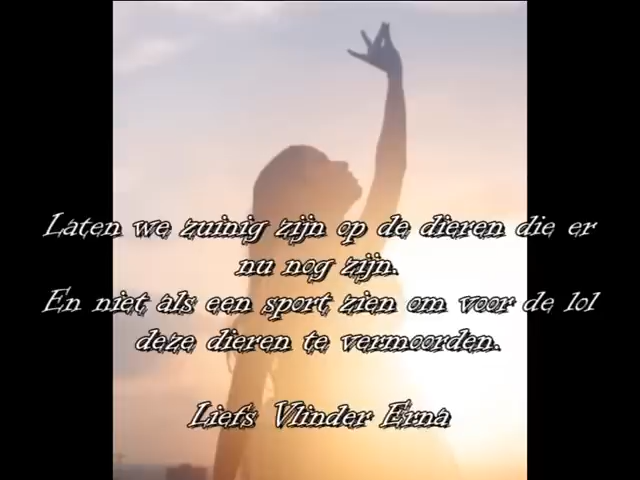 Laten we zuinig zijn op de dieren die er
nu nog zijn.
En niet als een sport zien om voor de lol
deze dieren te vermoorden.
Liefs Vlinder Erna